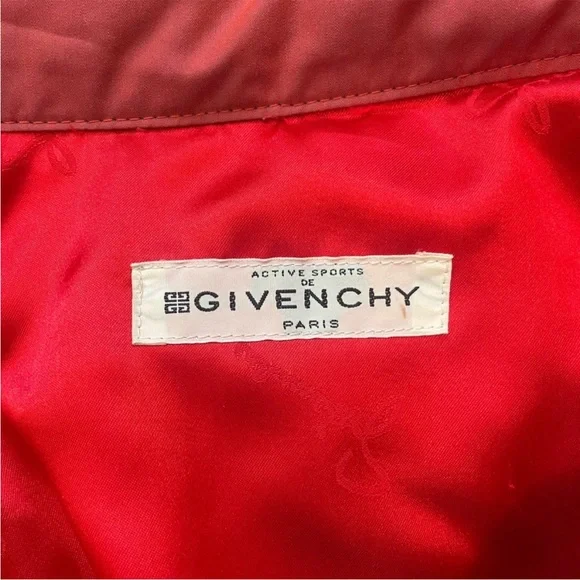 ACTIVE SPORTS
DE
GIVENCHY
PARIS